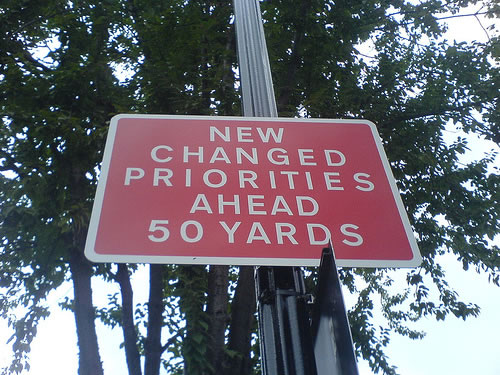 NEW
CHANGED
PRIORITIES
AHEAD
50 YARDS